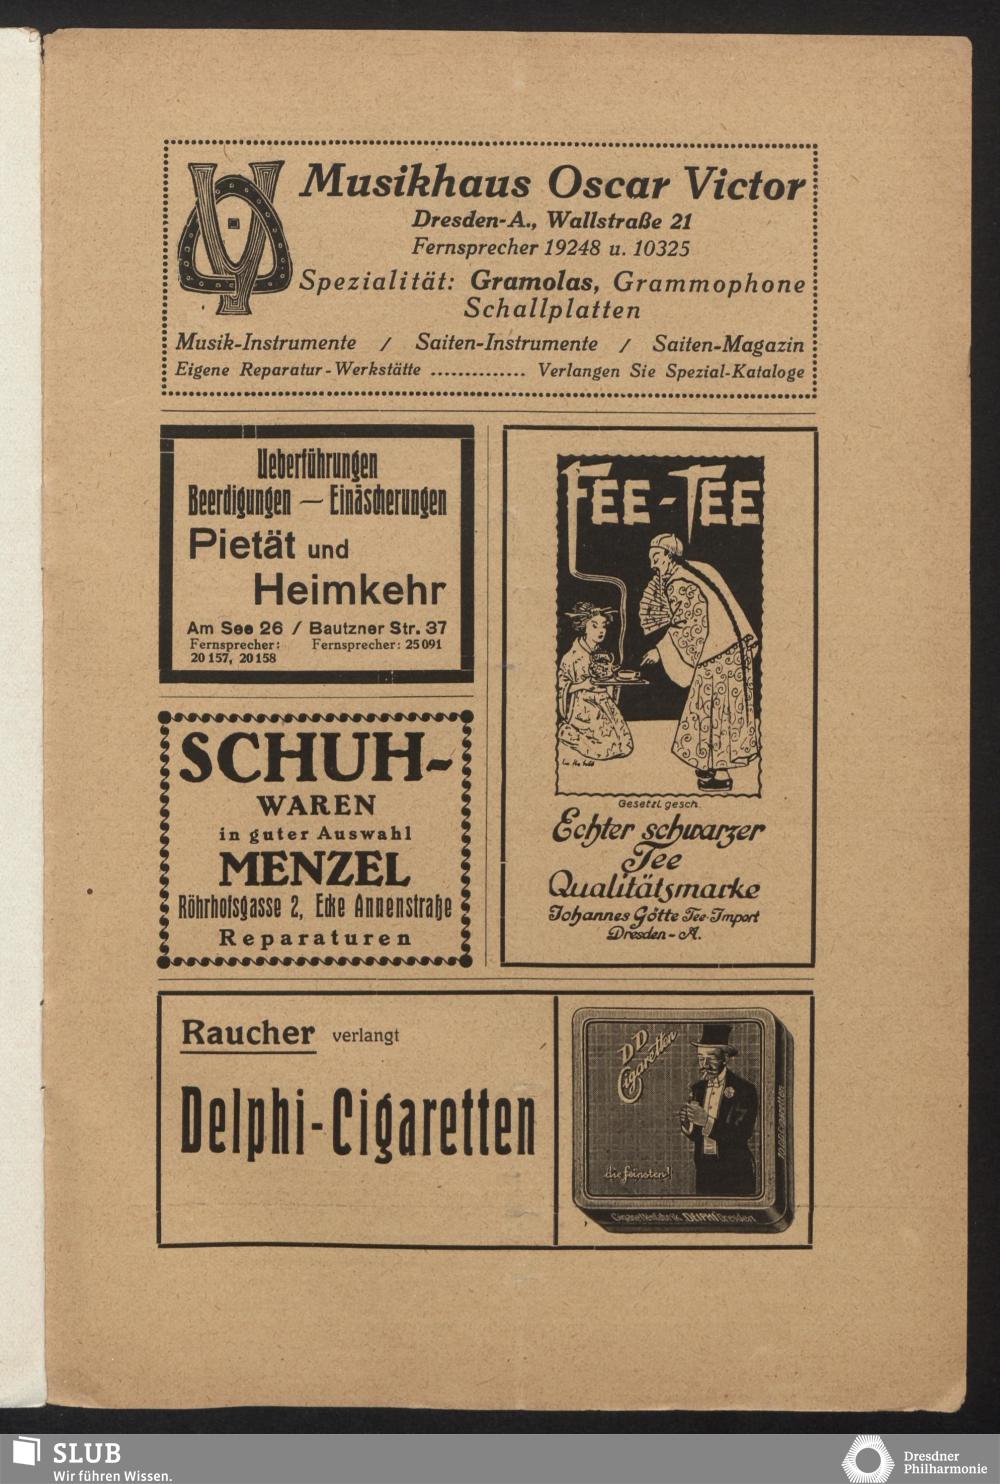 Musikhaus Oscar Victor
Dresden-A., Wallstraße 21
Fernsprecher 19248 u. 10325
Spezialität: Gramolas, Grammophone
Schallplatten
Musik-Instrumente / Saiten-Instrumente / Saiten-Magazin
Eigene Reparatur-Werkstätte .............. Verlangen Sie Spezial-Kataloge
Ueberführungen
Beerdigungen — Einäscherungen
Pietät und
Heimkehr
Am See 26 / Bautzner Str. 37
Fernsprecher: Fernsprecher: 25091
20157, 20158
SCHUH-
WAREN
in guter Auswahl
MENZEL
Röhrhofsgasse 2, Ecke Annenstraße
Reparaturen
FEE-TEE
Gesetzl. gesch.
Echter schwarzer
Tee
Qualitätsmarke
Johannes Götte Tee-Import
Dresden-A.
Raucher verlangt
Delphi-Cigaretten
DD
Cigaretten
die feinsten!
Cigarettenfabrik DELPHI Dresden
SLUB
Wir führen Wissen.
Dresdner
Philharmonie